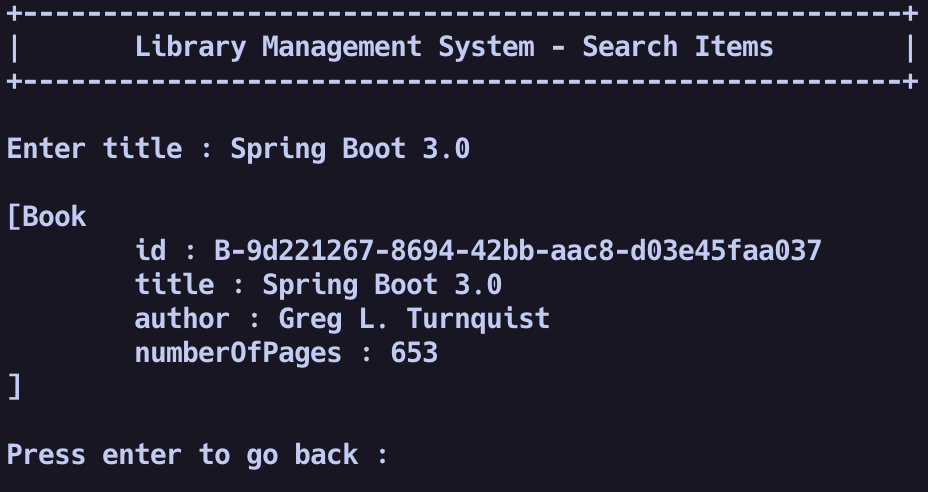 +-------------------------------------------------------+
|       Library Management System - Search Items        |
+-------------------------------------------------------+
Enter title : Spring Boot 3.0
[Book
        id : B-9d221267-8694-42bb-aac8-d03e45faa037
        title : Spring Boot 3.0
        author : Greg L. Turnquist
        numberOfPages : 653
]
Press enter to go back :